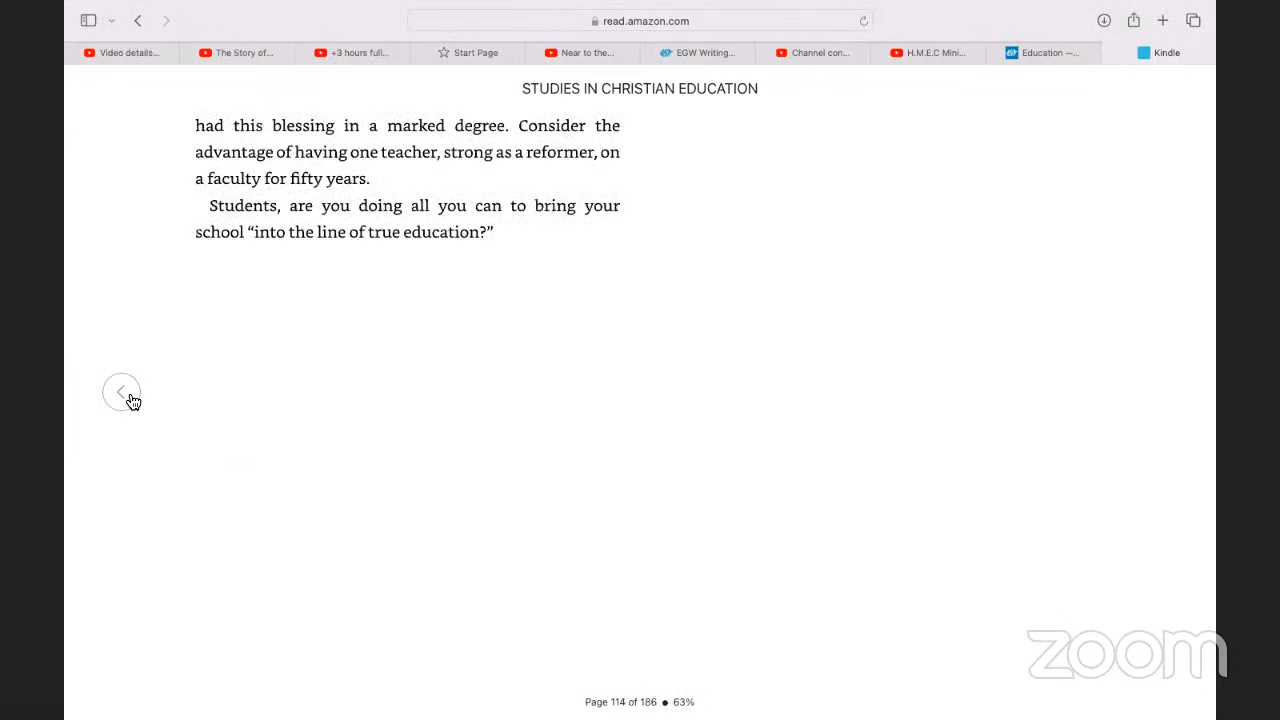 read.amazon.com
Video details...
The Story of...
+3 hours full...
Start Page
Near to the...
EGW Writing...
Channel con...
H.M.E.C Mini...
Education —...
Kindle
STUDIES IN CHRISTIAN EDUCATION
had this blessing in a marked degree. Consider the
advantage of having one teacher, strong as a reformer, on
a faculty for fifty years.
Students, are you doing all you can to bring your
school “into the line of true education?”
zoom
Page 114 of 186 ● 63%